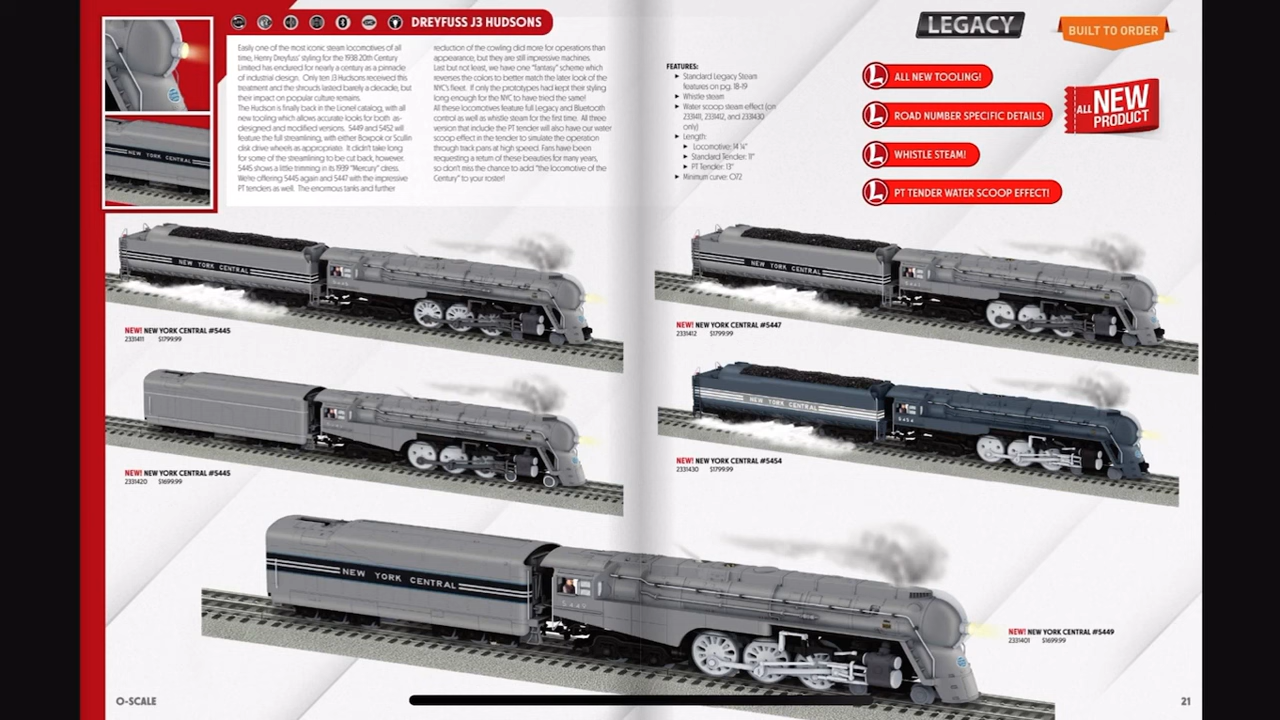 DREYFUSS J3 HUDSONS
Easily one of the most iconic steam locomotives of all
time, Henry Dreyfuss' styling for the 1938 20th Century
Limited has endured for nearly a century as a pinnacle
of industrial design. Only ten J3 Hudsons received this
treatment and the shrouds lasted barely a decade, but
their impact on popular culture remains.
The Hudson is finally back in the Lionel catalog, with all
new tooling which allows accurate looks for both as-
designed and modified versions. 5449 and 5452 will
feature the full streamlining, with either Boxpok or Scullin
disk drive wheels as appropriate. It didn't take long
for some of the streamlining to be cut back, however.
5445 shows a little trimming in its 1939 "Mercury" dress.
We're offering 5445 again and 5447 with the impressive
PT tenders as well. The enormous tanks and further
reduction of the cowling did more for operations than
appearance, but they are still impressive machines.
Last but not least, we have one "fantasy" scheme which
reverses the colors to better match the later look of the
NYC's fleet. If only the prototypes had kept their styling
long enough for the NYC to have tried the same!
All these locomotives feature full Legacy and Bluetooth
control as well as whistle steam for the first time. All three
version that include the PT tender will also have our water
scoop effect in the tender to simulate the operation
through track pans at high speed. Fans have been
requesting a return of these beauties for many years,
so don't miss the chance to add "the locomotive of the
Century" to your roster!
FEATURES:
► Standard Legacy Steam
features on pg. 18-19
► Whistle steam
► Water scoop steam effect (on
233411, 2331412, and 2331430
only)
► Length:
► Locomotive: 14 ¼"
► Standard Tender: 11"
► PT Tender: 13"
► Minimum curve: O72
LEGACY
BUILT TO ORDER
L ALL NEW TOOLING!
L ROAD NUMBER SPECIFIC DETAILS!
L WHISTLE STEAM!
L PT TENDER WATER SCOOP EFFECT!
ALL NEW
PRODUCT
NEW YORK CENTRAL
NEW YORK CENTRAL
NEW! NEW YORK CENTRAL #5445
2331411 $1799.99
NEW YORK CENTRAL
NEW! NEW YORK CENTRAL #5447
2331412 $1799.99
NEW! NEW YORK CENTRAL #5445
2331420 $1699.99
NEW YORK CENTRAL
5454
NEW! NEW YORK CENTRAL #5454
2331430 $1799.99
NEW YORK CENTRAL
5449
NEW! NEW YORK CENTRAL #5449
2331401 $1699.99
O-SCALE
21